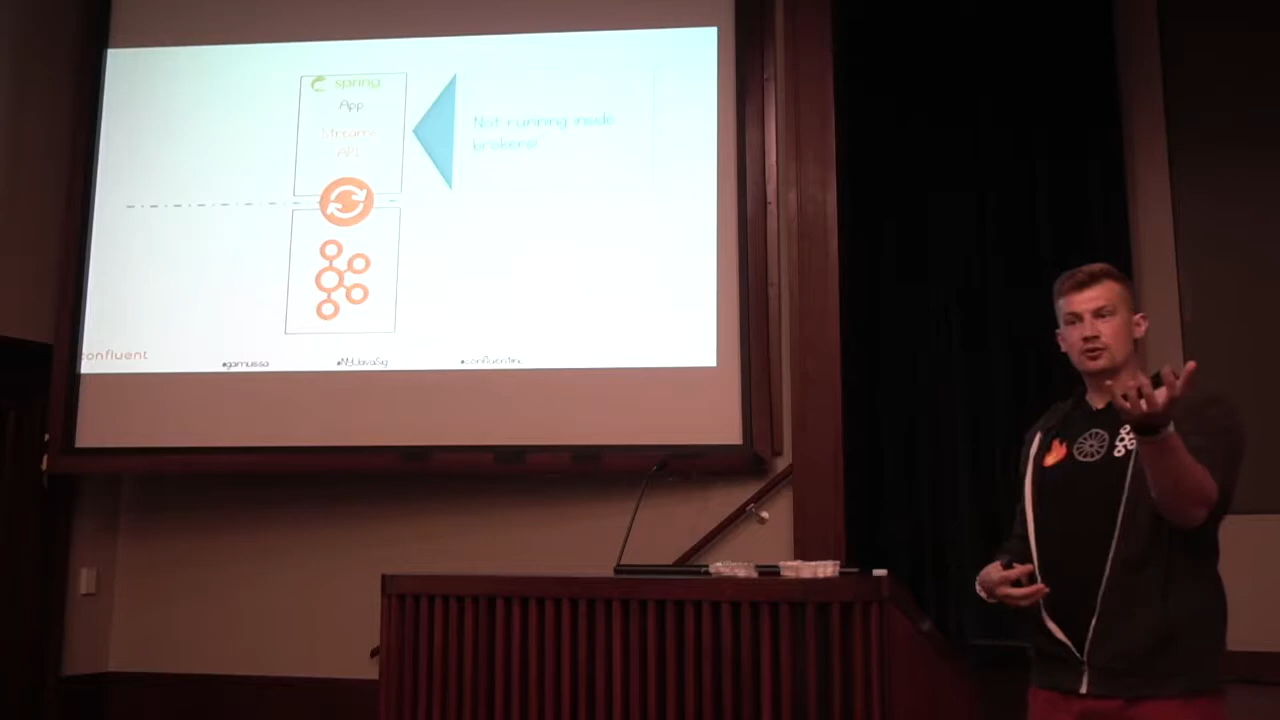 spring
App
Streams
API
Not running inside
brokers!
confluent
@gamussa
#NYJavaSig
@confluentinc